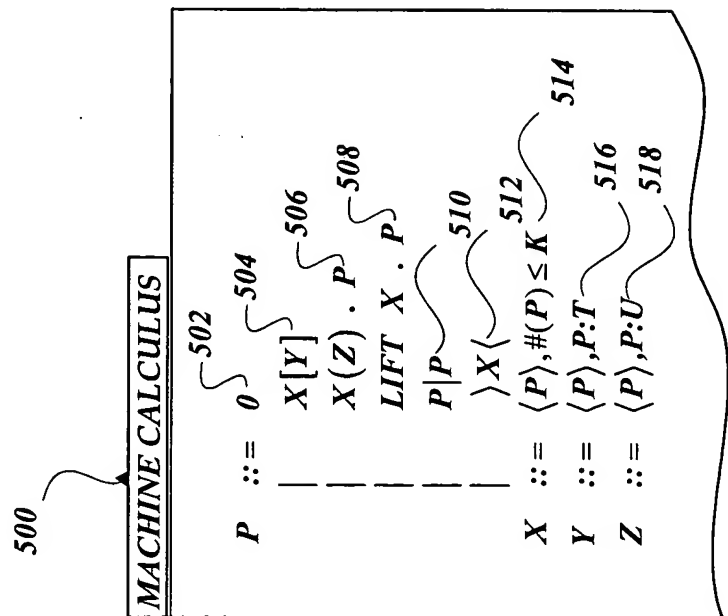 500
MACHINE CALCULUS
502
504
P ::= 0
506
| X[Y]
508
| X(Z) . P
| LIFT X . P
510
| P|P
512
| ⟩X⟨
514
X ::= ⟨P⟩,#(P) ≤ K
516
Y ::= ⟨P⟩,P:T
518
Z ::= ⟨P⟩,P:U